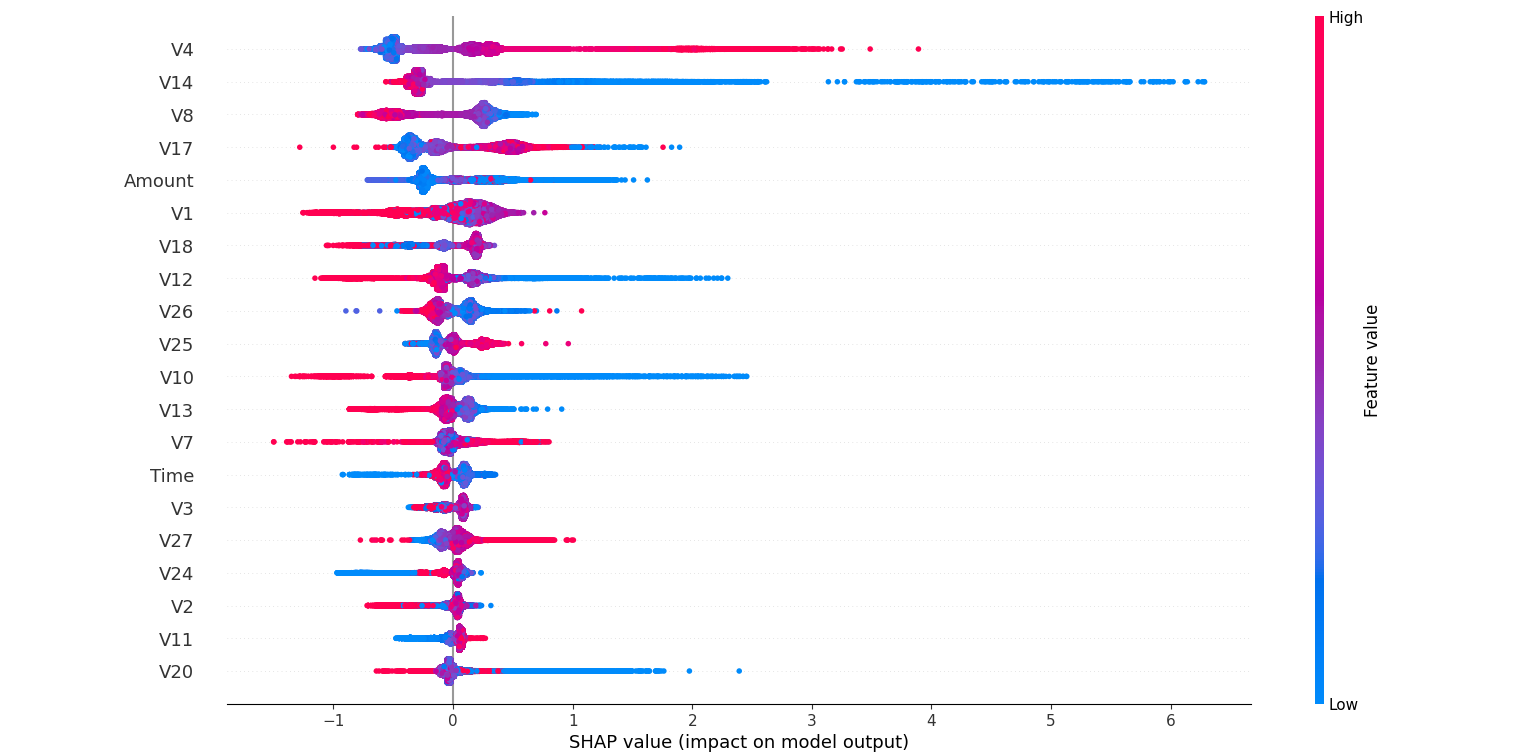 High
V4
V14
V8
V17
Amount
V1
V18
V12
V26
V25
V10
V13
V7
Time
V3
V27
V24
V2
V11
V20
Feature value
Low
−1 0 1 2 3 4 5 6
SHAP value (impact on model output)